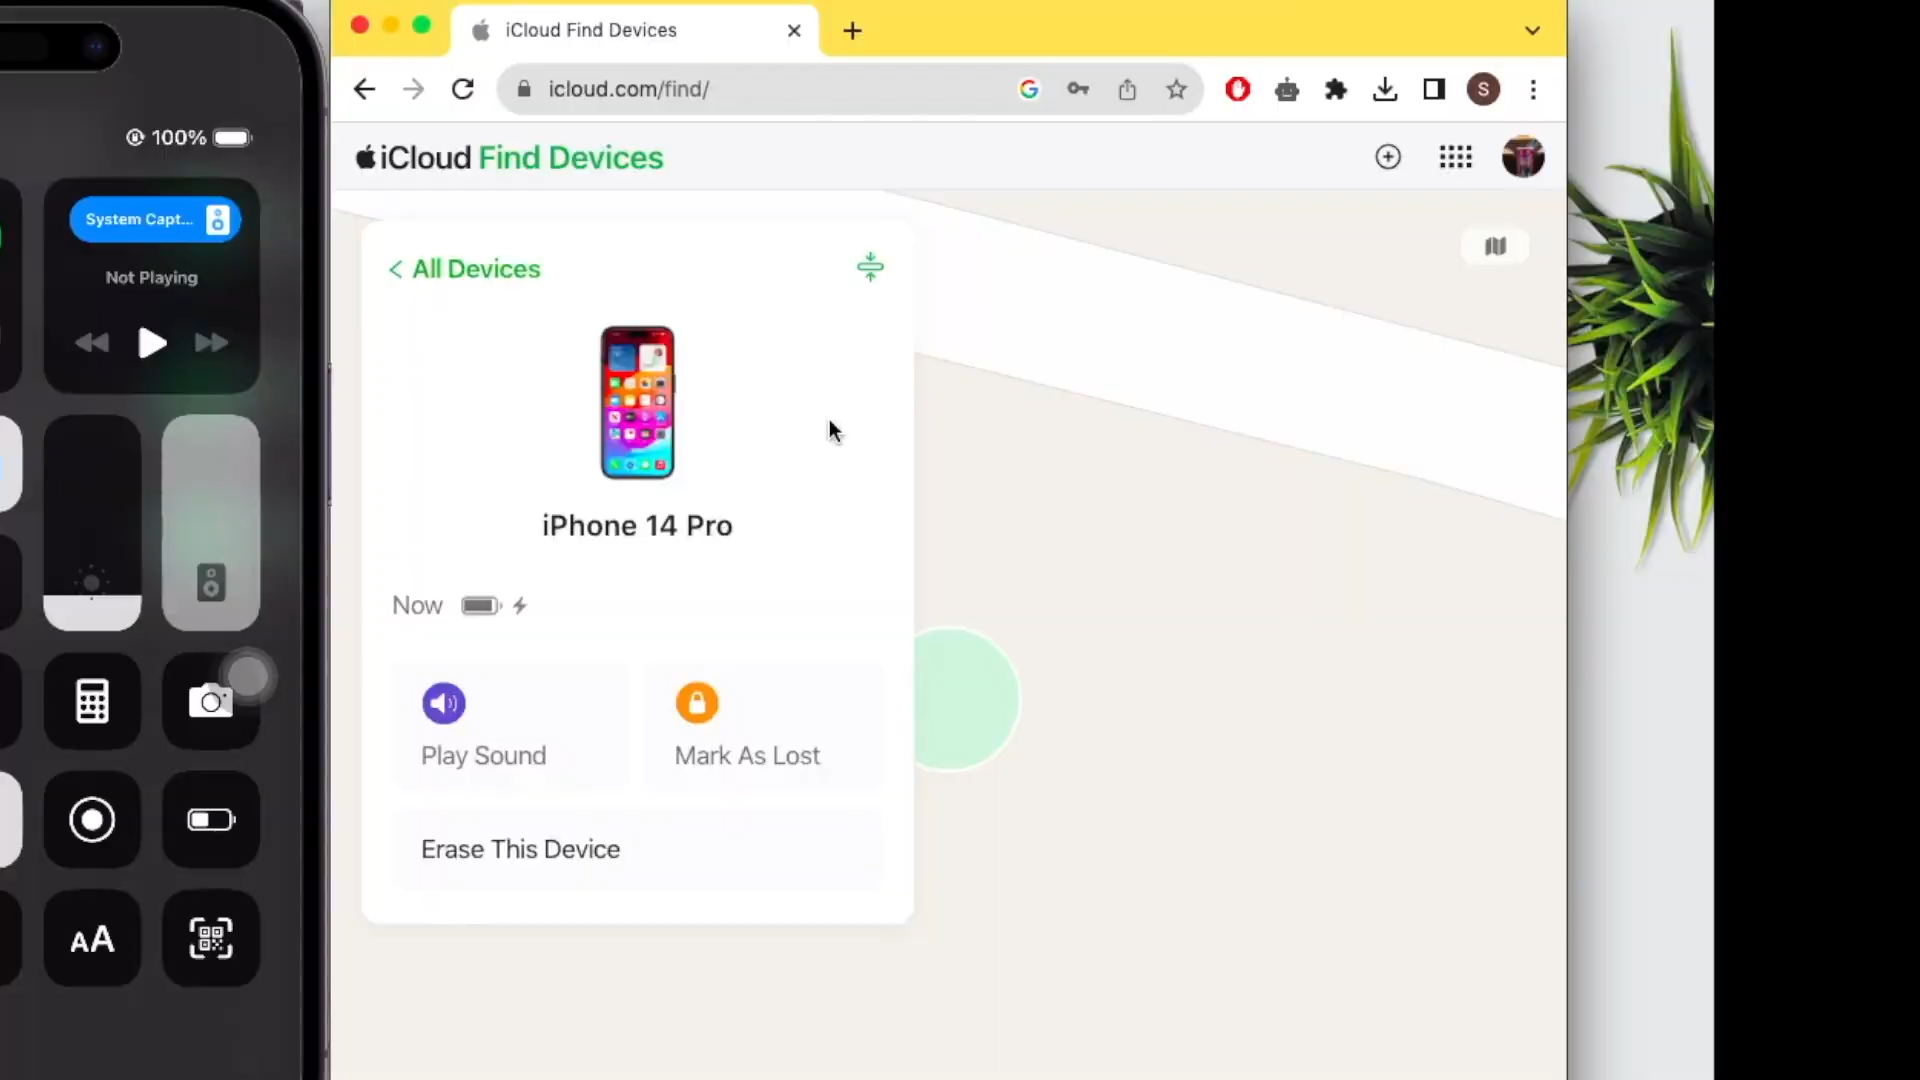 100%
System Capt...
Not Playing
AA
iCloud Find Devices
icloud.com/find/
G
S
iCloud Find Devices
All Devices
iPhone 14 Pro
Now
Play Sound
Mark As Lost
Erase This Device